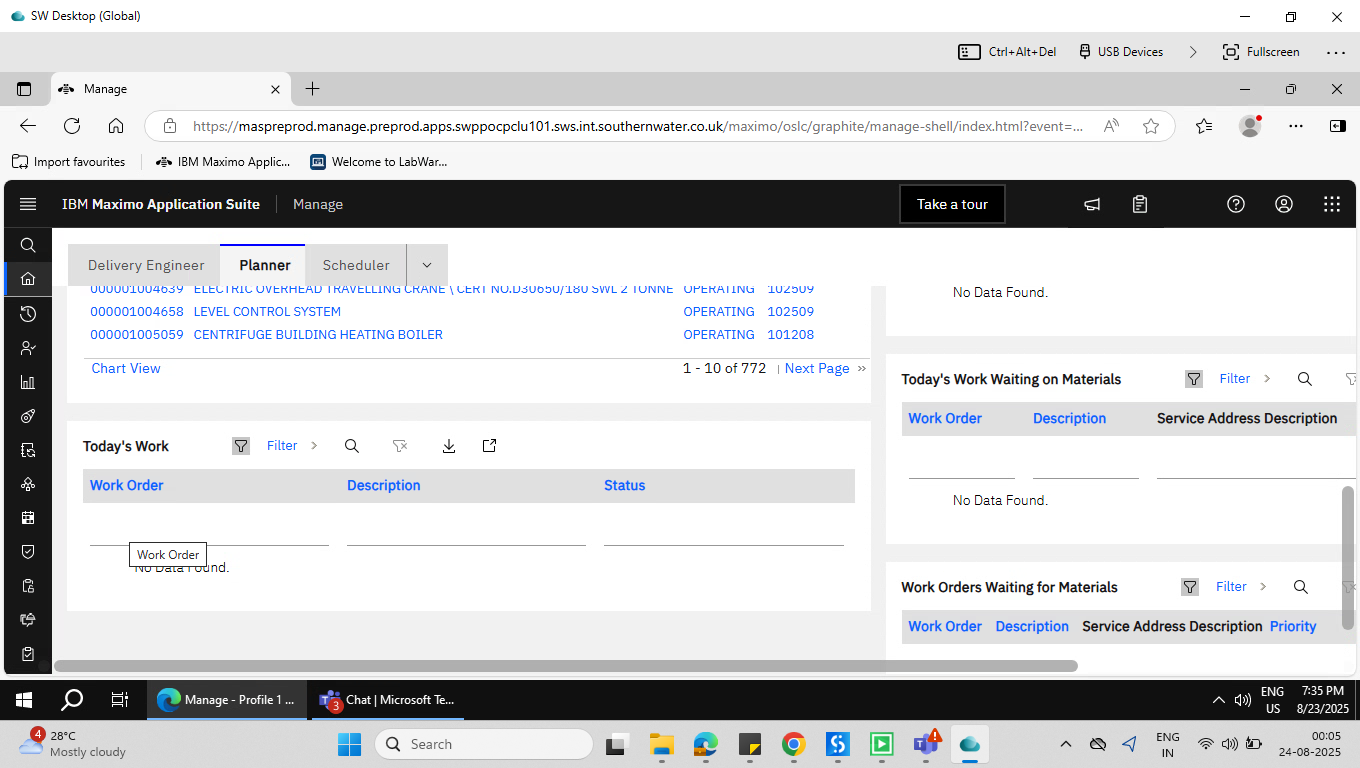 SW Desktop (Global)
Ctrl+Alt+Del USB Devices Fullscreen
Manage
https://maspreprod.manage.preprod.apps.swppocpclu101.sws.int.southernwater.co.uk/maximo/oslc/graphite/manage-shell/index.html?event=...
Import favourites IBM Maximo Applic... Welcome to LabWar...
IBM Maximo Application Suite Manage Take a tour
Delivery Engineer Planner Scheduler
000001004639 ELECTRIC OVERHEAD TRAVELLING CRANE \ CERT NO.D30650/180 SWL 2 TONNE OPERATING 102509
000001004658 LEVEL CONTROL SYSTEM OPERATING 102509
000001005059 CENTRIFUGE BUILDING HEATING BOILER OPERATING 101208
Chart View 1 - 10 of 772 | Next Page »
Today's Work Filter
Work Order Description Status
Work Order
No Data Found.
No Data Found.
Today's Work Waiting on Materials Filter
Work Order Description Service Address Description
No Data Found.
Work Orders Waiting for Materials Filter
Work Order Description Service Address Description Priority
Manage - Profile 1 ... 3 Chat | Microsoft Te...
ENG
US
7:35 PM
8/23/2025
4
28°C
Mostly cloudy
Search
ENG
IN
00:05
24-08-2025